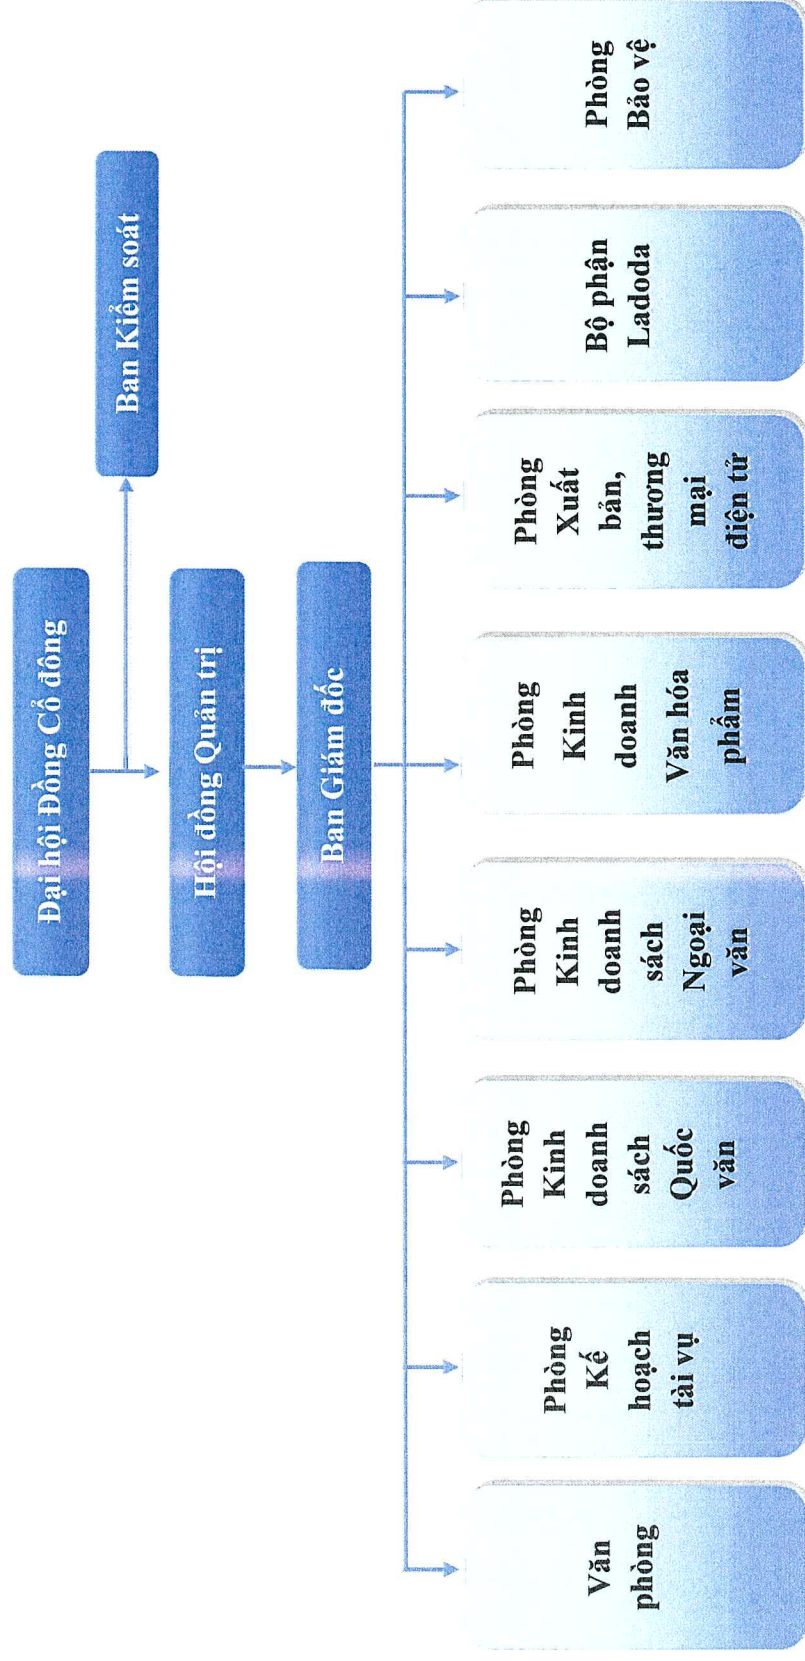 Đại hội Đồng Cổ đông
Ban Kiểm soát
Hội đồng Quản trị
Ban Giám đốc
Văn
phòng
Phòng
Kế
hoạch
tài vụ
Phòng
Kinh
doanh
sách
Quốc
văn
Phòng
Kinh
doanh
sách
Ngoại
văn
Phòng
Kinh
doanh
Văn hóa
phẩm
Phòng
Xuất
bản,
thương
mại
điện tử
Bộ phận
Ladoda
Phòng
Bảo vệ